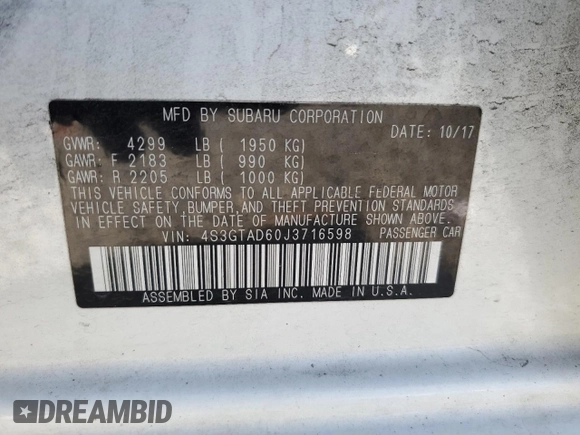 MFD BY SUBARU CORPORATION
DATE: 10/17
GVWR: 4299 LB ( 1950 KG)
GAWR: F 2183 LB ( 990 KG)
GAWR: R 2205 LB ( 1000 KG)
THIS VEHICLE CONFORMS TO ALL APPLICABLE FEDERAL MOTOR
VEHICLE SAFETY, BUMPER, AND THEFT PREVENTION STANDARDS
IN EFFECT ON THE DATE OF MANUFACTURE SHOWN ABOVE.
VIN: 4S3GTAD60J3716598 PASSENGER CAR
ASSEMBLED BY SIA INC. MADE IN U.S.A.
DREAMBID